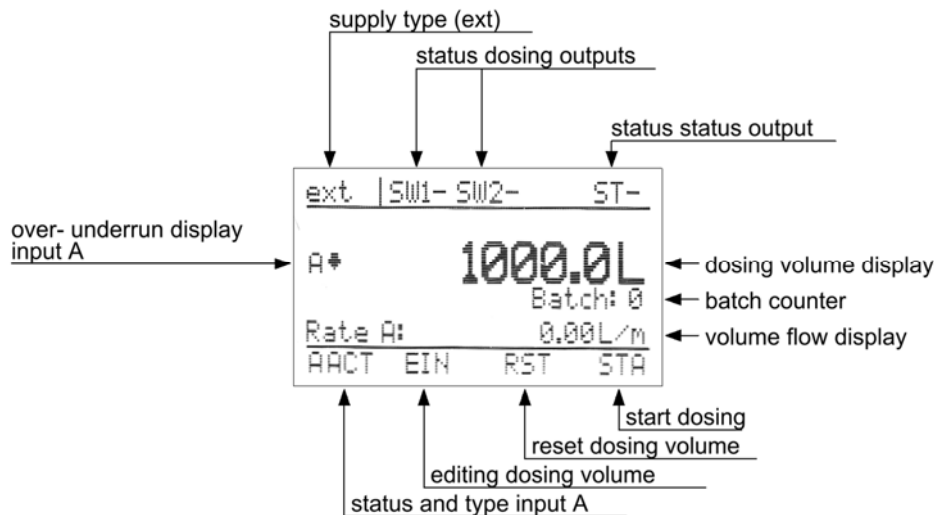 supply type (ext)
status dosing outputs
status status output
ext SW1- SW2- ST-
over- underrun display
input A
A 1000.0L
dosing volume display
Batch: 0
batch counter
Rate A: 0.00L/m
volume flow display
AACT EIN RST STA
start dosing
reset dosing volume
editing dosing volume
status and type input A